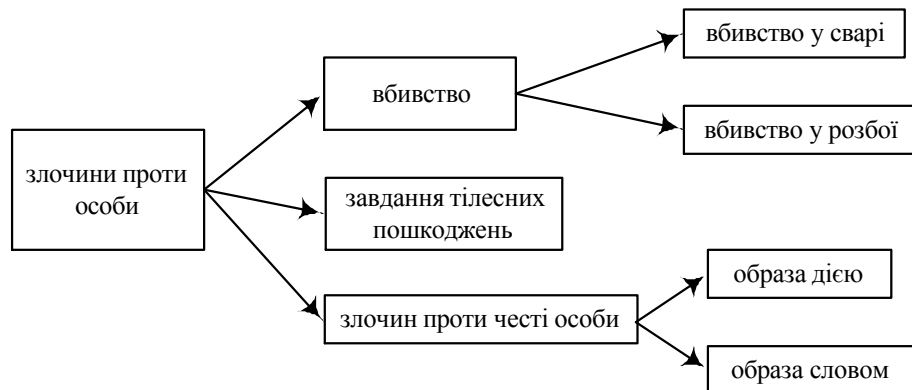 вбивство у сварі
вбивство
вбивство у розбої
злочини проти
особи
завдання тілесних
пошкоджень
образа дією
злочин проти честі особи
образа словом